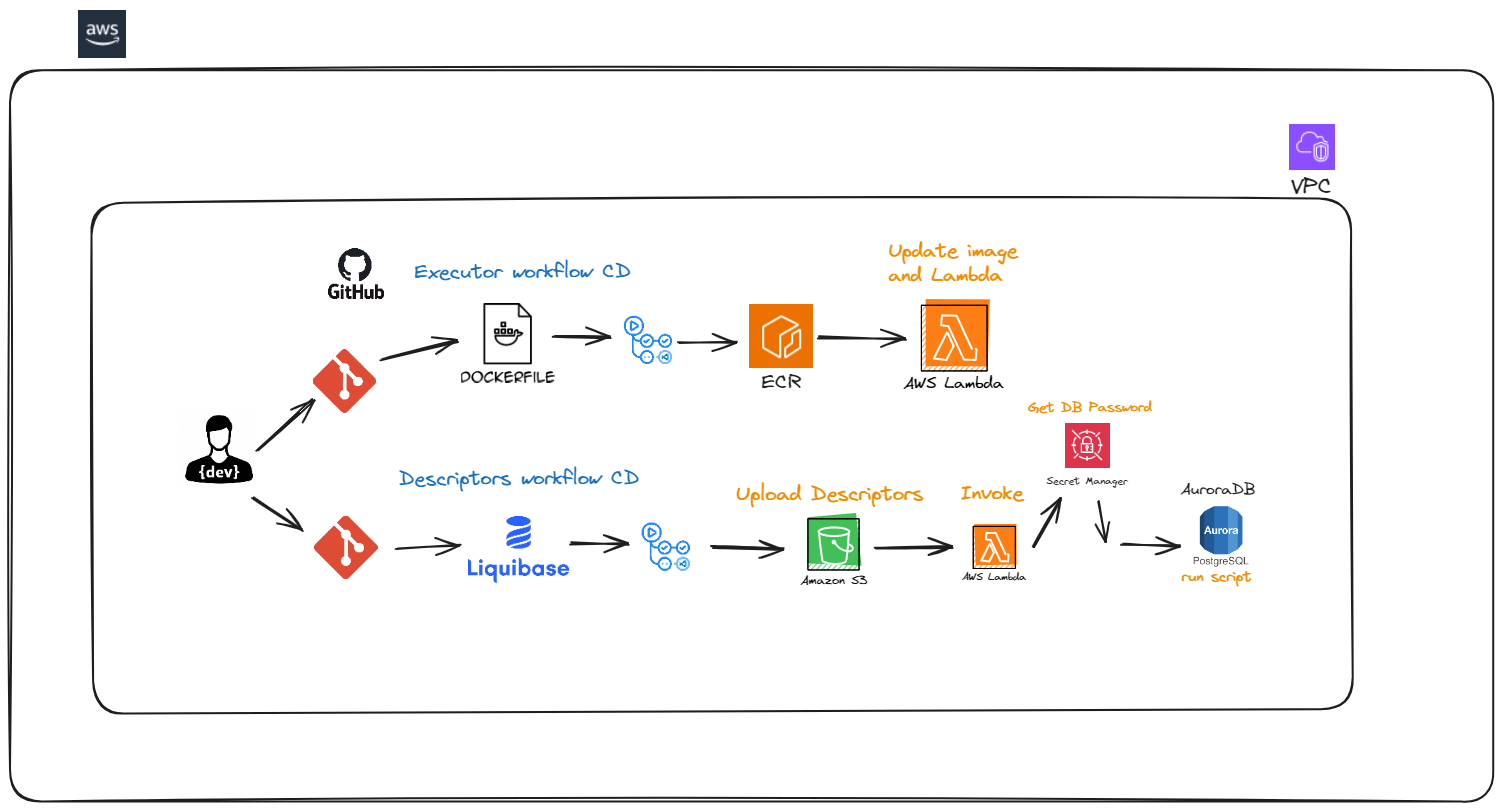 aws
VPC
GitHub
Executor workflow CD
Update image
and Lambda
DOCKERFILE
ECR
AWS Lambda
{dev}
Get DB Password
Secret Manager
Descriptors workflow CD
Liquibase
Upload Descriptors
Amazon S3
Invoke
AWS Lambda
AuroraDB
Aurora
PostgreSQL
run script